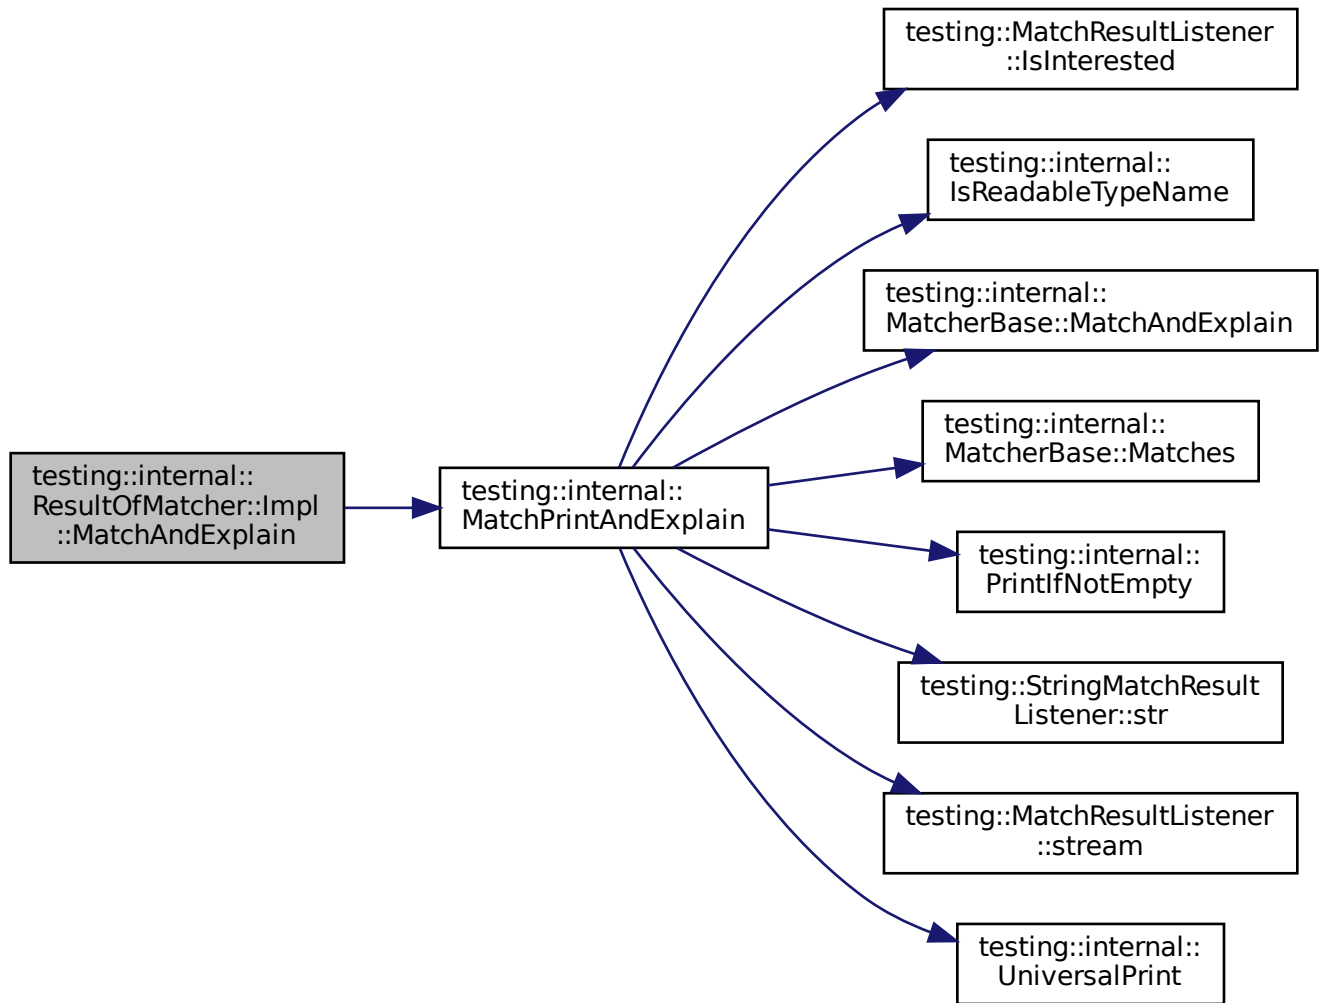 testing::MatchResultListener
::IsInterested
testing::internal::
IsReadableTypeName
testing::internal::
MatcherBase::MatchAndExplain
testing::internal::
MatcherBase::Matches
testing::internal::
ResultOfMatcher::Impl
::MatchAndExplain
testing::internal::
MatchPrintAndExplain
testing::internal::
PrintIfNotEmpty
testing::StringMatchResult
Listener::str
testing::MatchResultListener
::stream
testing::internal::
UniversalPrint